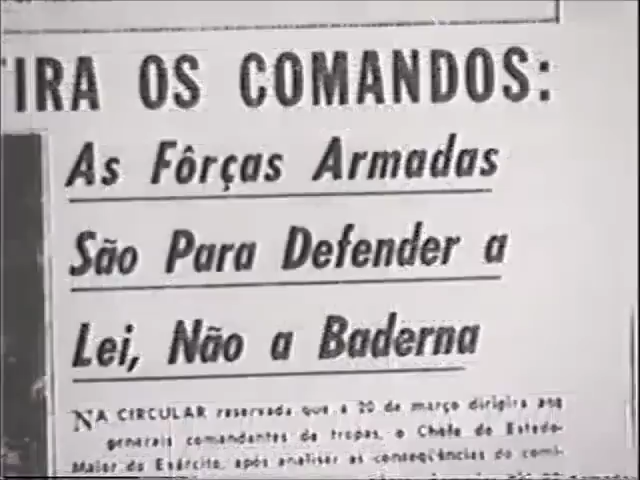 IRA OS COMANDOS:
As Fôrças Armadas
São Para Defender a
Lei, Não a Baderna
NA CIRCULAR reservada que a 20 de março dirigira aos
generais comandantes de tropas, o Chefe do Estado-
Maior do Exército, após analisar as conseqüências do comí-